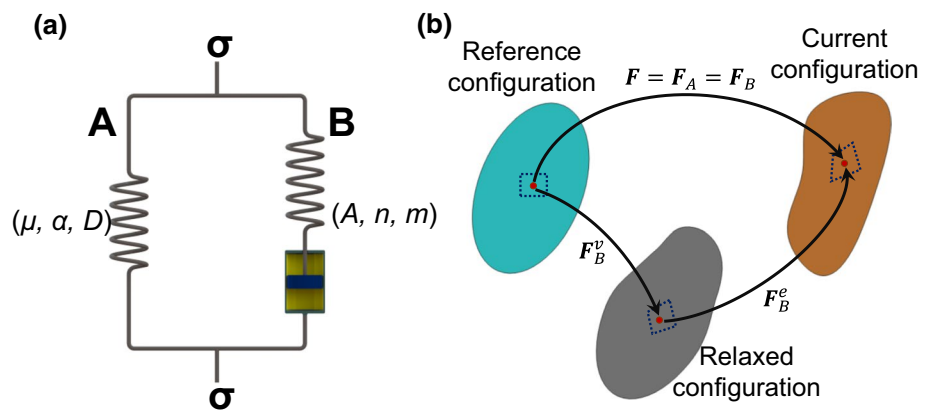 (a)
σ
A
B
(μ, α, D)
(A, n, m)
σ
(b)
Reference
configuration
Current
configuration
F = F_A = F_B
F_B^v
F_B^e
Relaxed
configuration